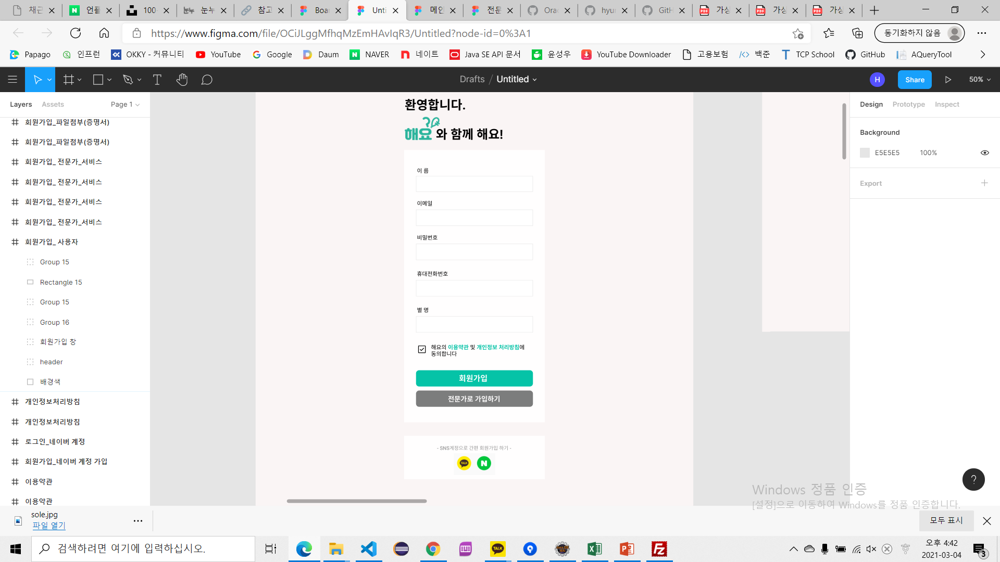 채근
언플
100
눈누
참고
Boar
Unti
메인
전문
Orac
hyur
GitH
가상
가상
가상
https://www.figma.com/file/OCiJLggMfhqMzEmHAvIqR3/Untitled?node-id=0%3A1
동기화하지 않음
Papago
인프런
OKKY - 커뮤니티
YouTube
Google
Daum
NAVER
네이트
Java SE API 문서
윤성우
YouTube Downloader
고용보험
백준
TCP School
GitHub
AQueryTool
Drafts / Untitled
H
Share
50%
Layers
Assets
Page 1
회원가입_파일첨부(증명서)
회원가입_파일첨부(증명서)
회원가입_ 전문가_서비스
회원가입_ 전문가_서비스
회원가입_ 전문가_서비스
회원가입_ 전문가_서비스
회원가입_ 사용자
Group 15
Rectangle 15
Group 15
Group 16
회원가입 창
header
배경색
개인정보처리방침
개인정보처리방침
로그인_네이버 계정
회원가입_네이버 계정 가입
이용약관
이용약관
환영합니다.
해요 와 함께 해요!
이 름
이메일
비밀번호
휴대전화번호
별 명
해요의 이용약관 및 개인정보 처리방침에
동의합니다
회원가입
전문가로 가입하기
- SNS계정으로 간편 회원가입 하기 -
TALK
N
Design
Prototype
Inspect
Background
E5E5E5
100%
Export
?
Windows 정품 인증
[설정]으로 이동하여 Windows를 정품 인증합니다.
sole.jpg
파일 열기
모두 표시
검색하려면 여기에 입력하십시오.
TALK
오후 4:42
2021-03-04
3